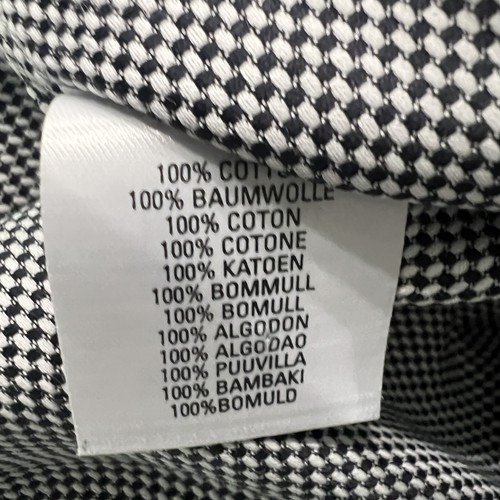 100% COTTON
100% BAUMWOLLE
100% COTON
100% COTONE
100% KATOEN
100% BOMMULL
100% BOMULL
100% ALGODON
100% ALGODAO
100% PUUVILLA
100% BAMBAKI
100%BOMULD